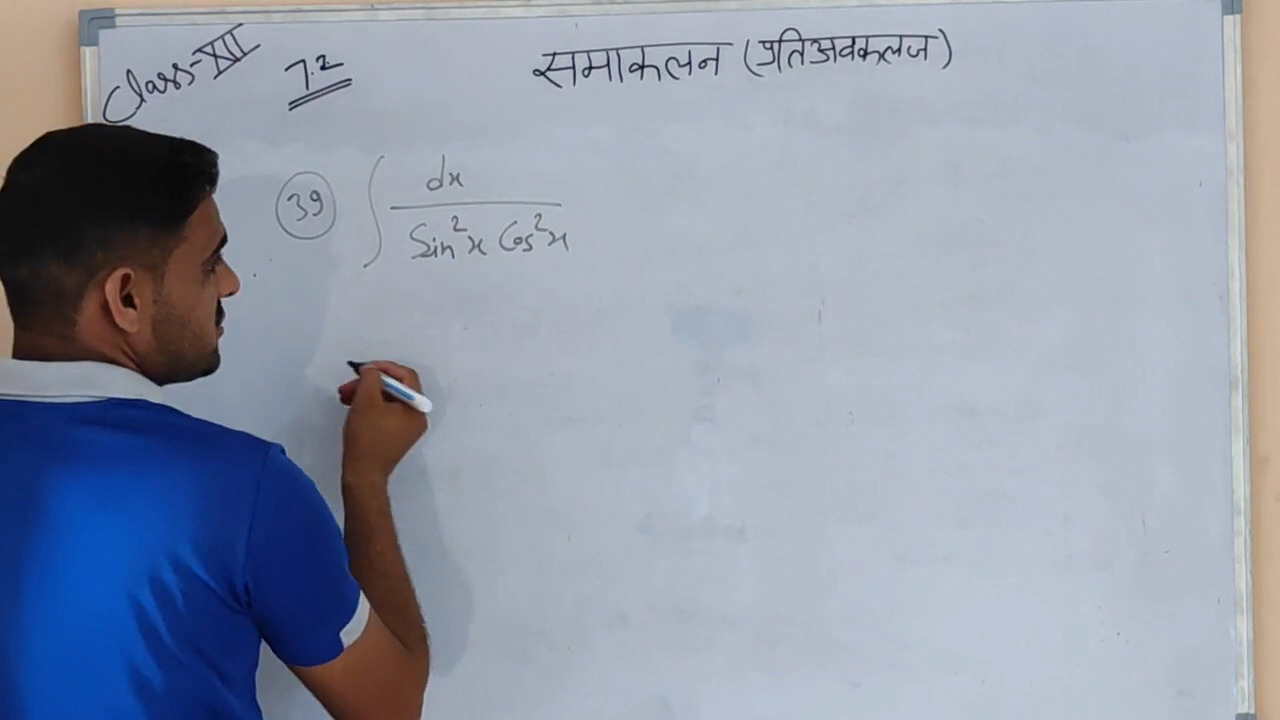 Class-XII 7.2 समाकलन (प्रतिअवकलज)
39 ∫ dx
Sin²x Cos²x